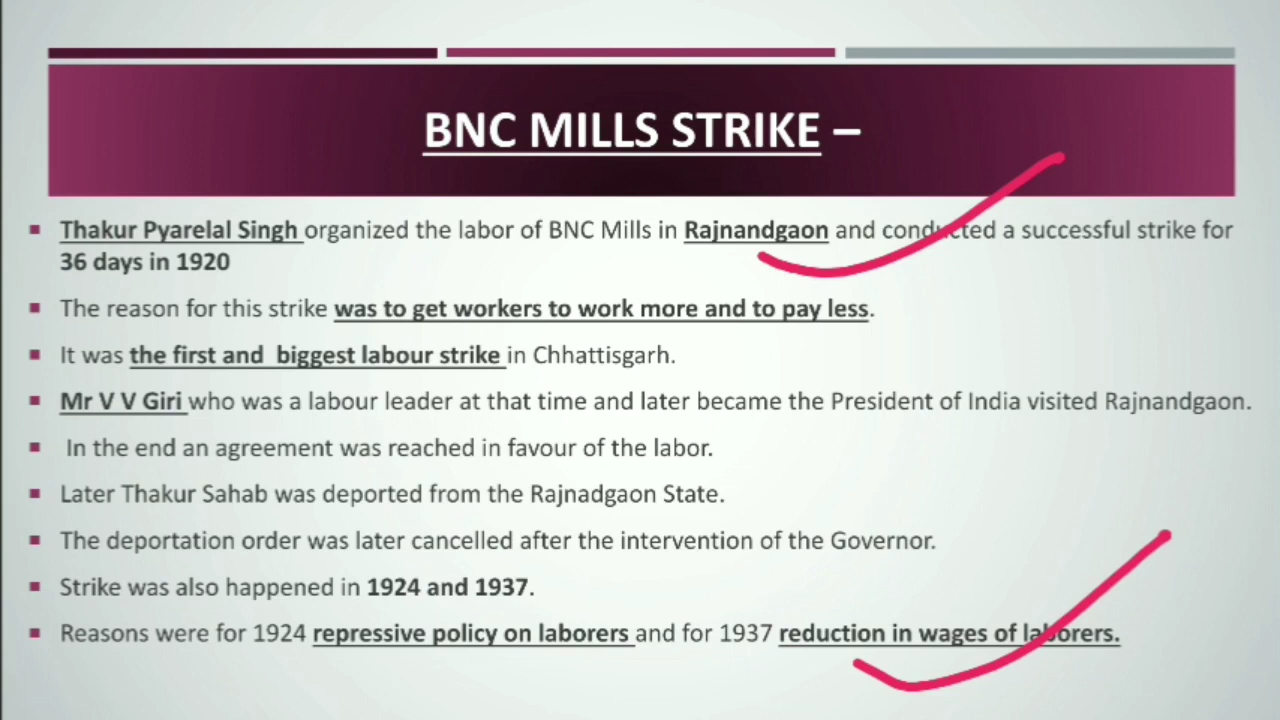 BNC MILLS STRIKE –
▪ Thakur Pyarelal Singh organized the labor of BNC Mills in Rajnandgaon and conducted a successful strike for
36 days in 1920
▪ The reason for this strike was to get workers to work more and to pay less.
▪ It was the first and  biggest labour strike in Chhattisgarh.
▪ Mr V V Giri who was a labour leader at that time and later became the President of India visited Rajnandgaon.
▪ In the end an agreement was reached in favour of the labor.
▪ Later Thakur Sahab was deported from the Rajnadgaon State.
▪ The deportation order was later cancelled after the intervention of the Governor.
▪ Strike was also happened in 1924 and 1937.
▪ Reasons were for 1924 repressive policy on laborers and for 1937 reduction in wages of laborers.